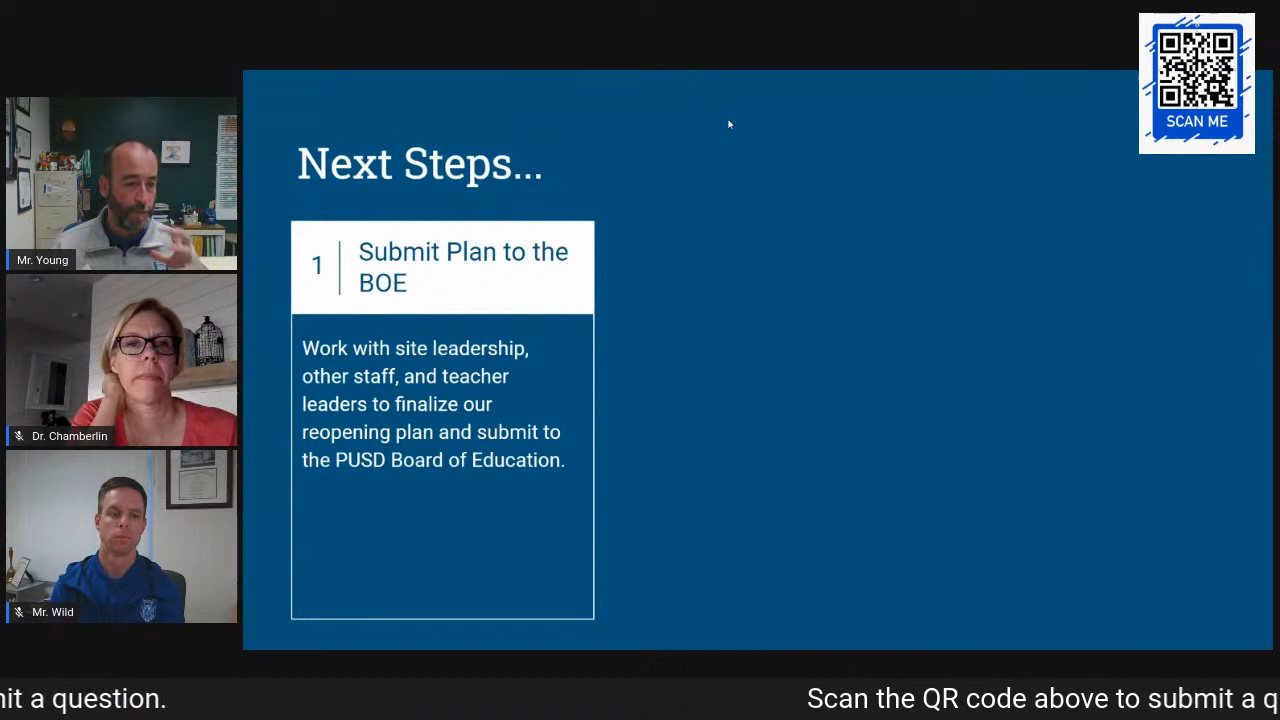 SCAN ME
Next Steps...
1
Submit Plan to the
BOE
Work with site leadership,
other staff, and teacher
leaders to finalize our
reopening plan and submit to
the PUSD Board of Education.
Mr. Young
Dr. Chamberlin
Mr. Wild
nit a question.
Scan the QR code above to submit a q